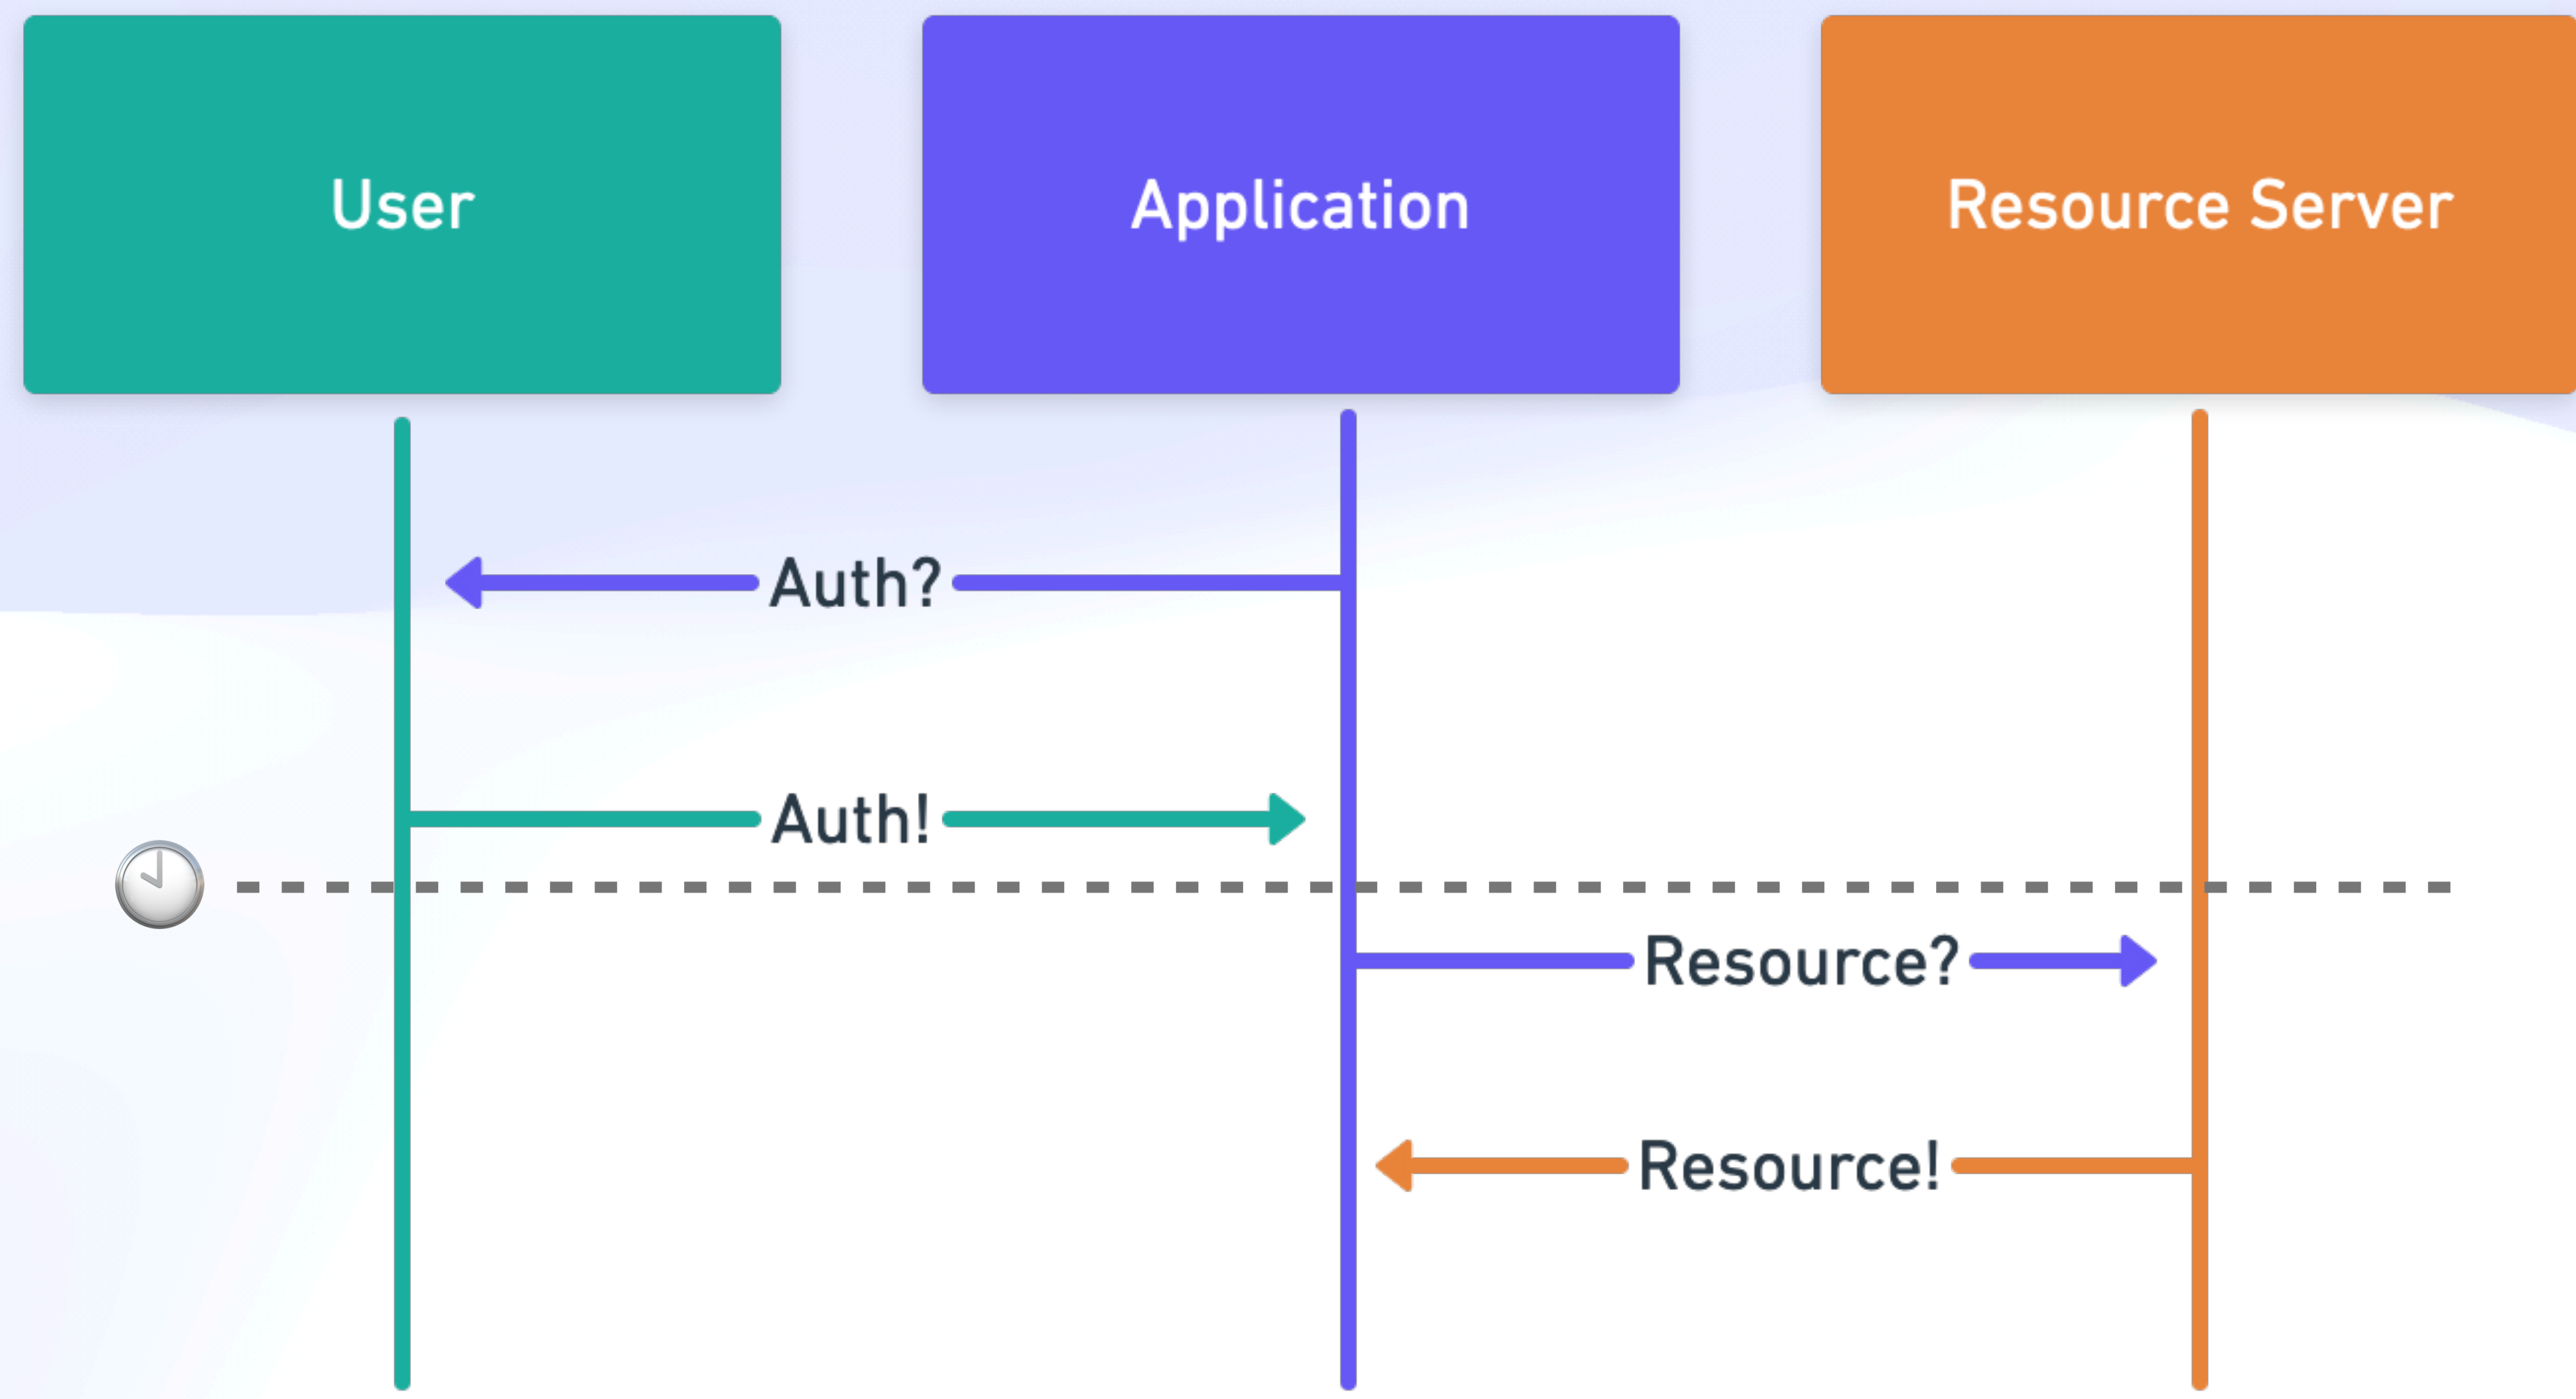 User
Application
Resource Server
Auth?
Auth!
Resource?
Resource!